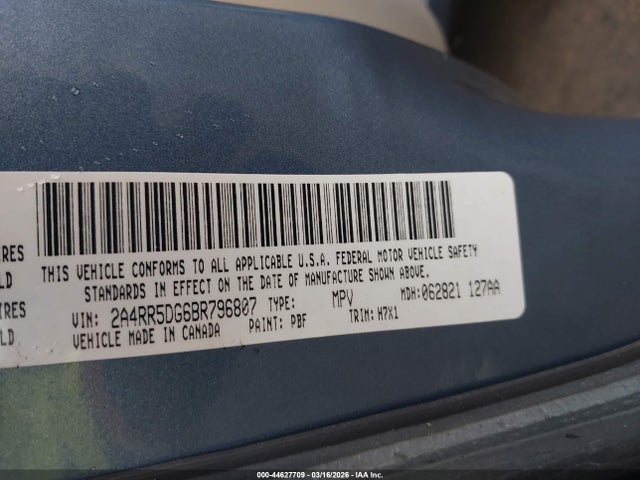 IRES
LD
IRES
LD
THIS VEHICLE CONFORMS TO ALL APPLICABLE U.S.A. FEDERAL MOTOR VEHICLE SAFETY
STANDARDS IN EFFECT ON THE DATE OF MANUFACTURE SHOWN ABOVE.
VIN: 2A4RR5DG6BR796807 TYPE: MPV MDH: 062821 127AA
VEHICLE MADE IN CANADA PAINT: PBF TRIM: H7X1
000-44627709 | 03/16/2026 | IAA Inc.